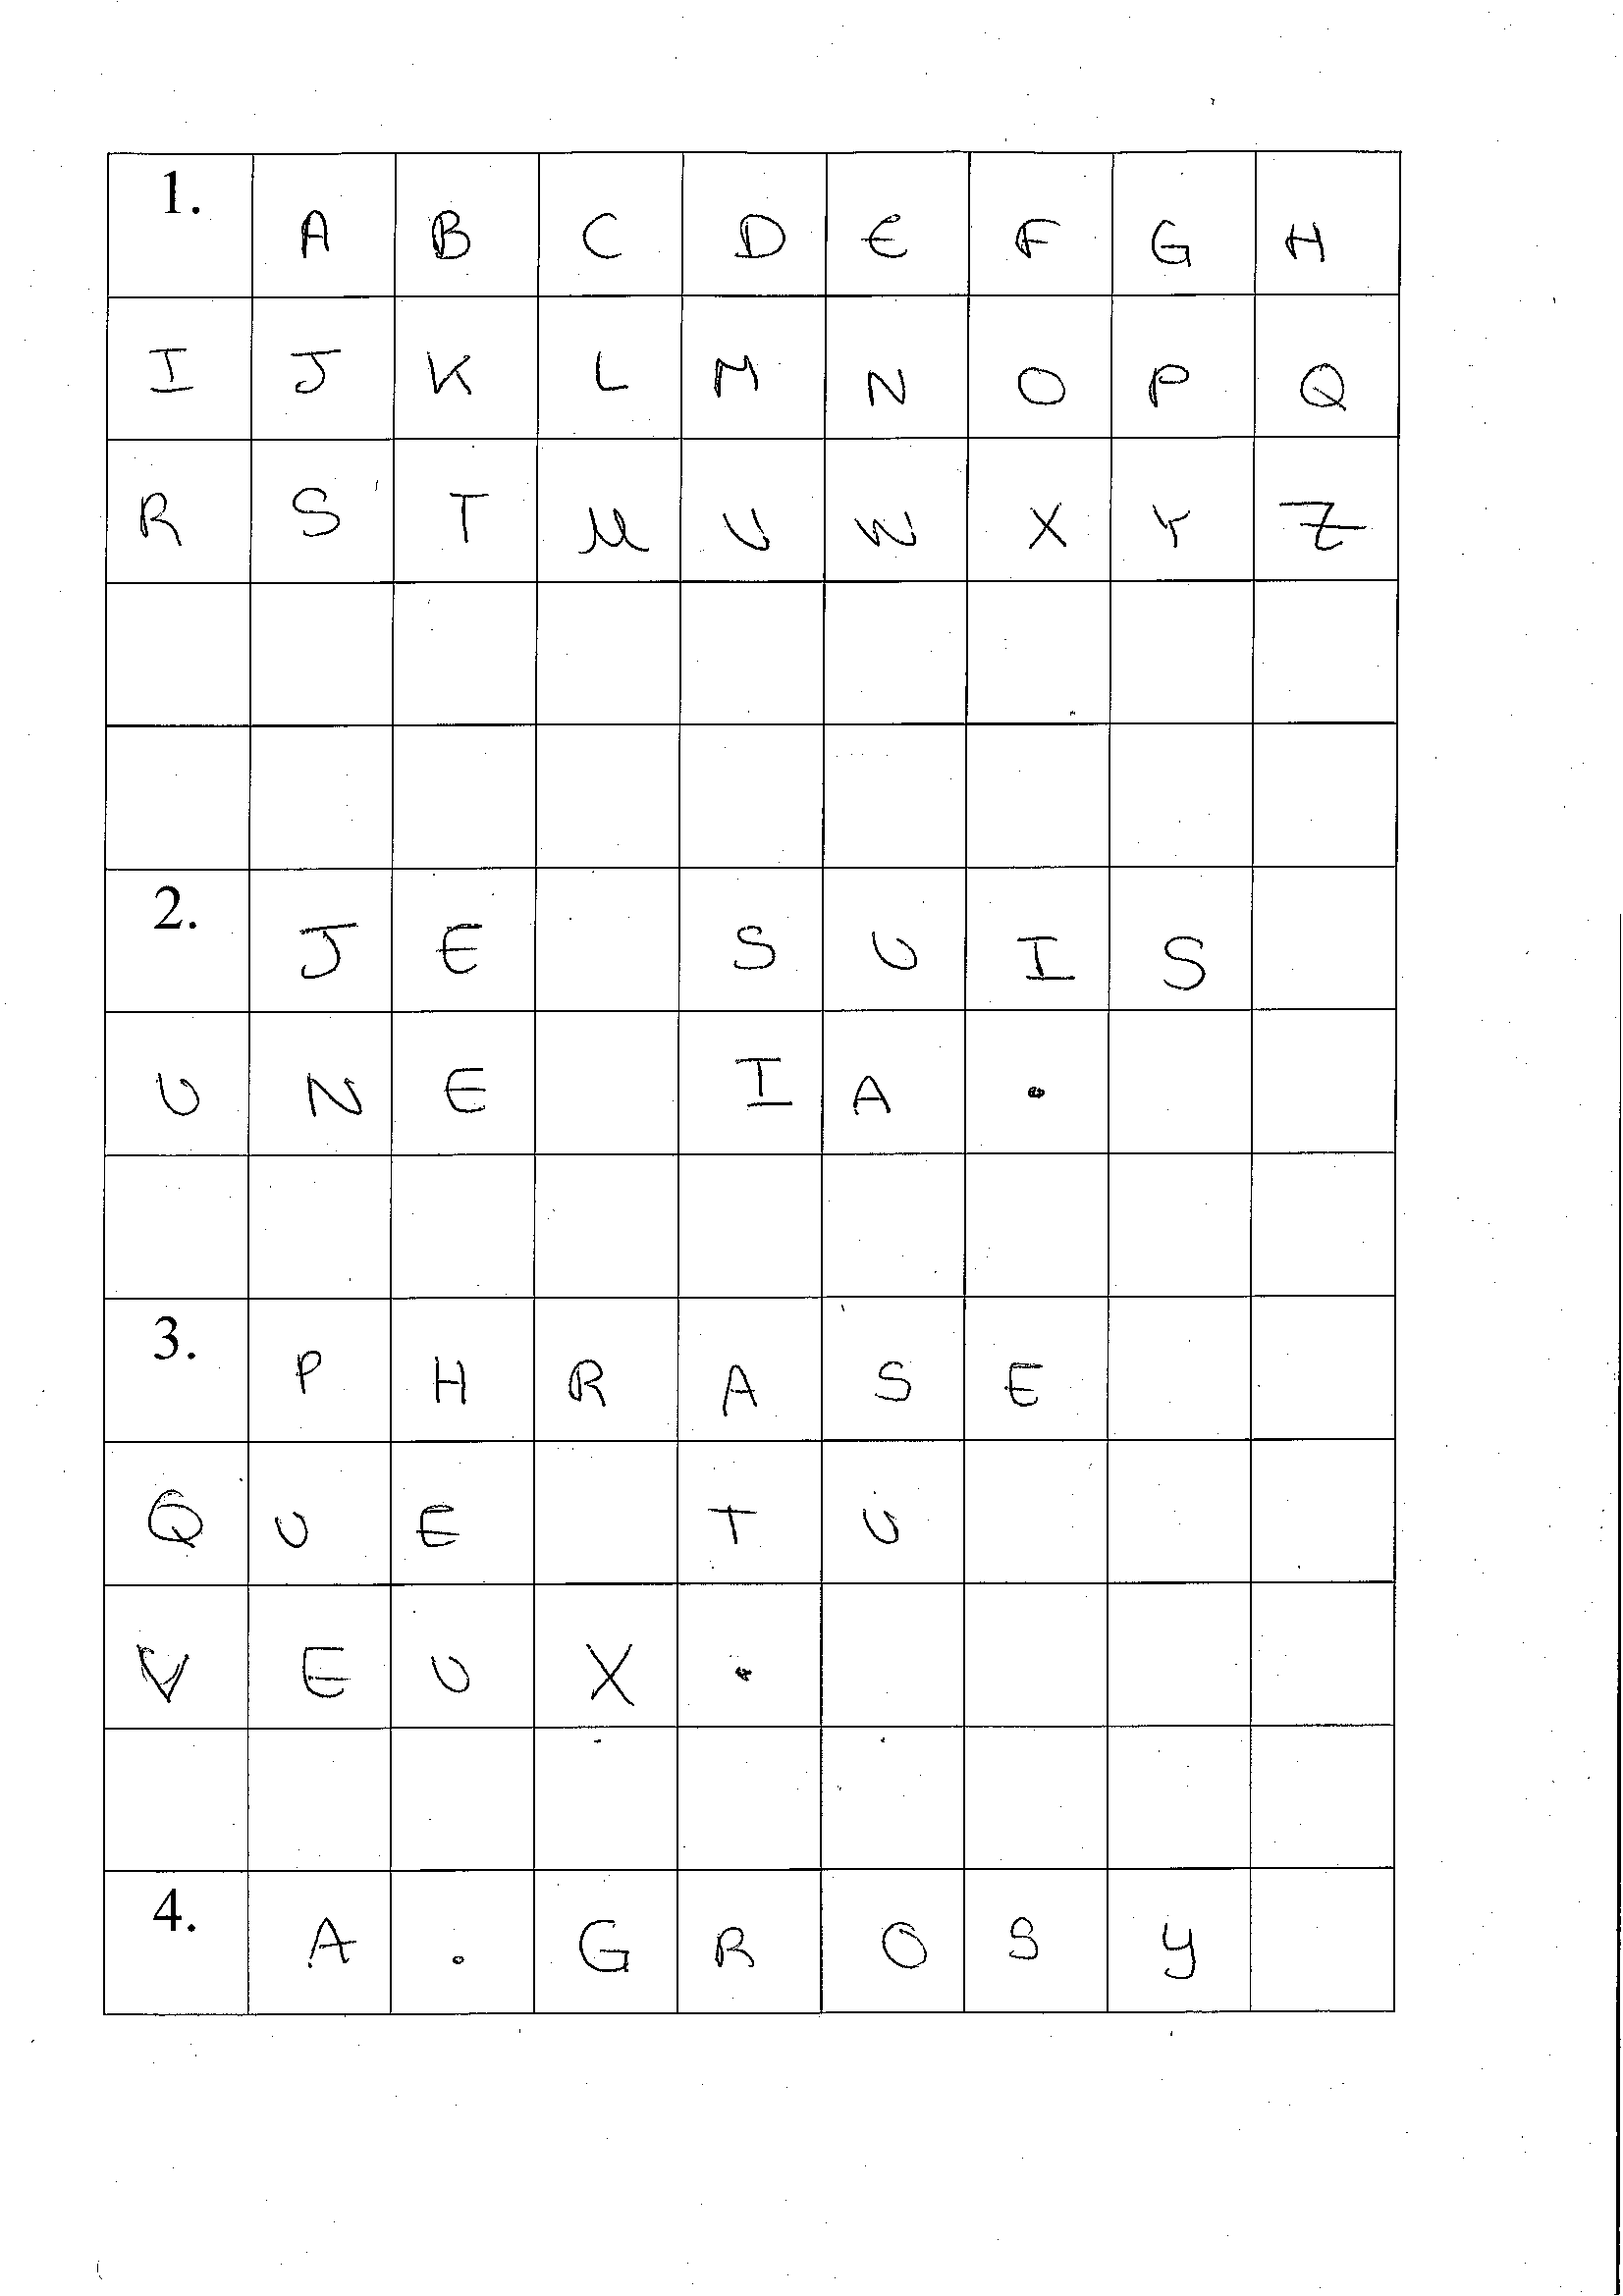 1. A B C D E F G H
I J K L M N O P Q
R S T U V W X Y Z
2. J E   S U I S
U N E   I A .
3. P H R A S E
Q U E   T U
V E U X .
4. A . G R O S Y